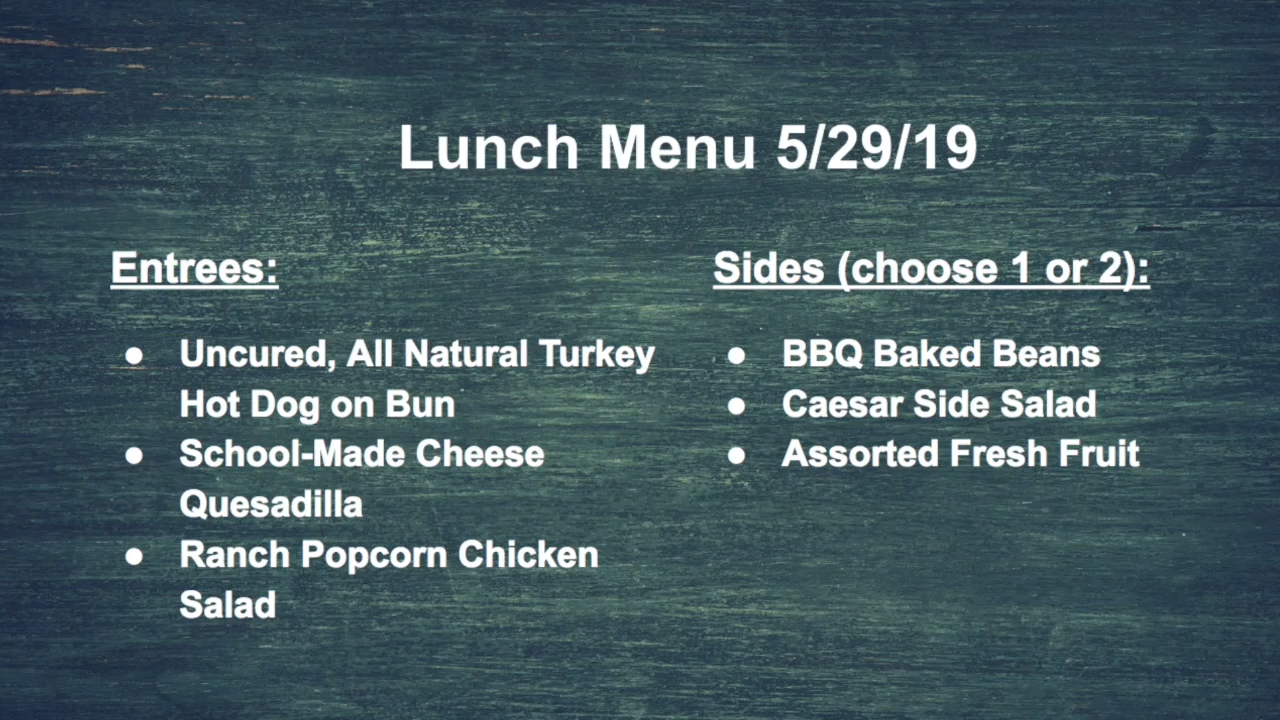 Lunch Menu 5/29/19
Entrees:
● Uncured, All Natural Turkey
Hot Dog on Bun
● School-Made Cheese
Quesadilla
● Ranch Popcorn Chicken
Salad
Sides (choose 1 or 2):
● BBQ Baked Beans
● Caesar Side Salad
● Assorted Fresh Fruit